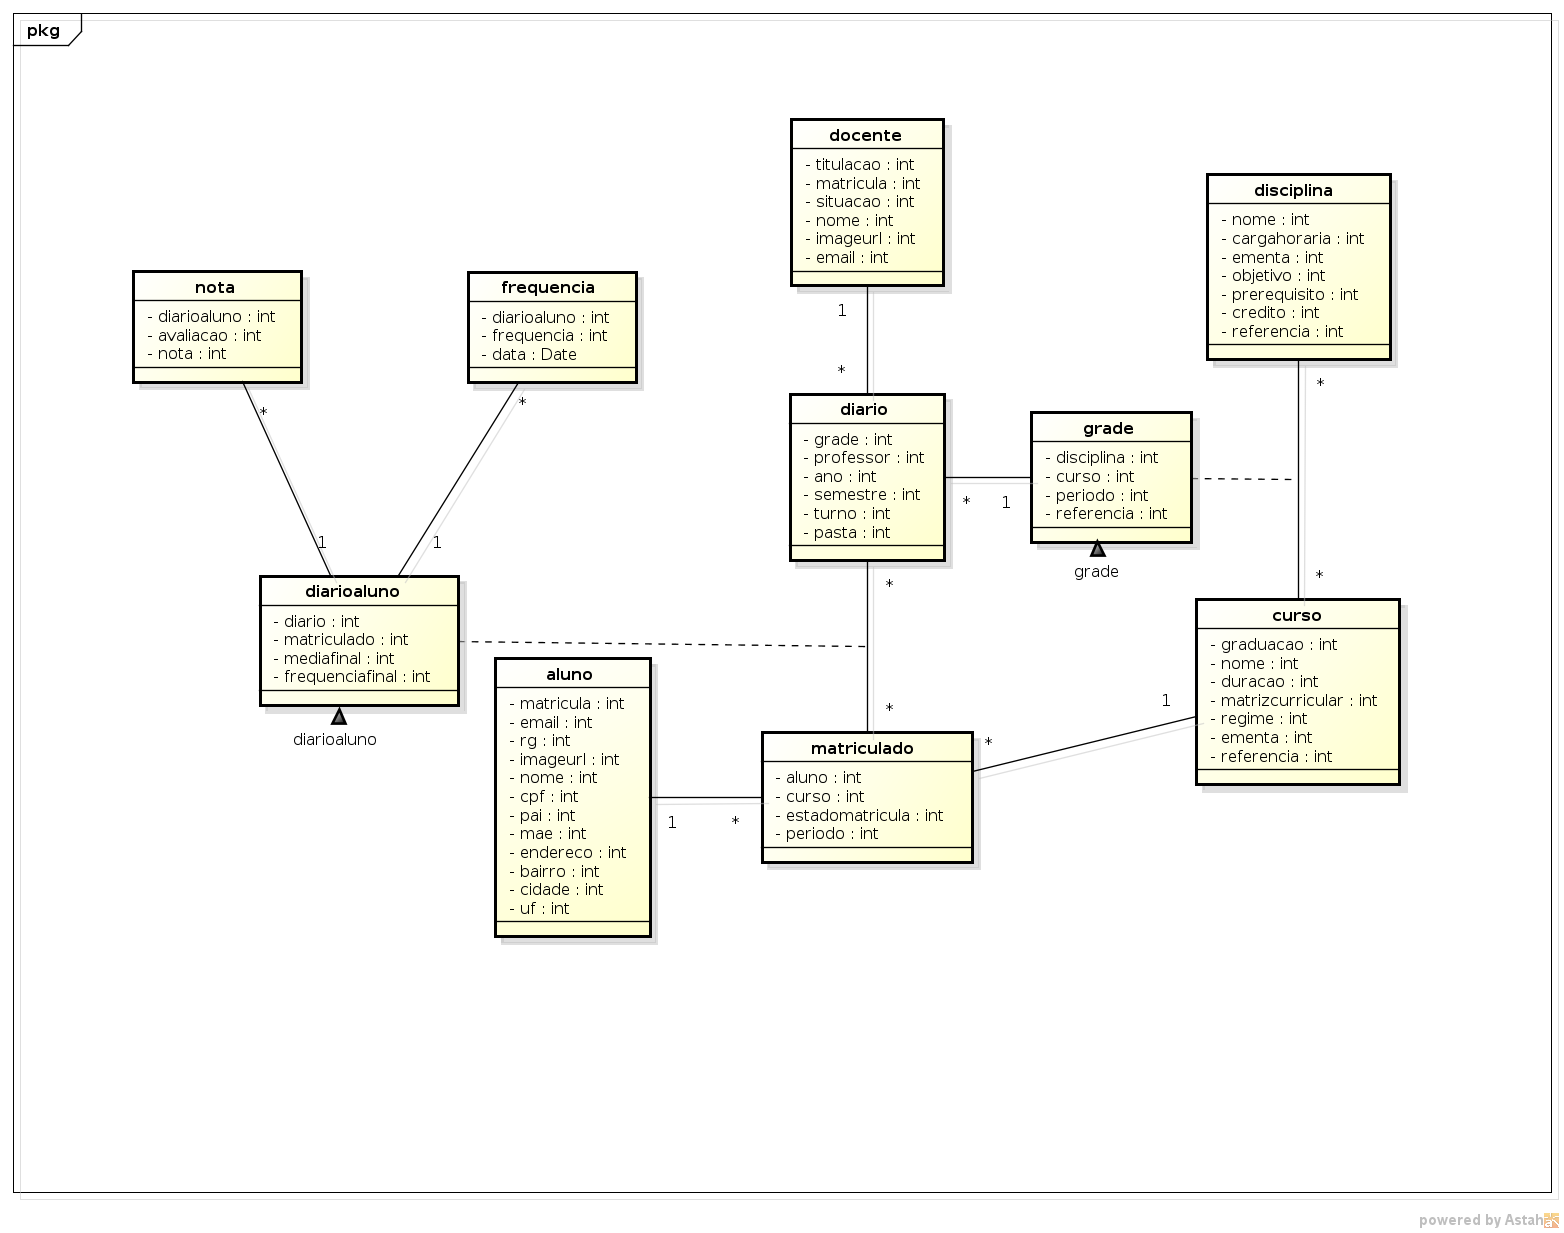 pkg
docente
- titulacao : int
- matricula : int
- situacao : int
- nome : int
- imageurl : int
- email : int
disciplina
- nome : int
- cargahoraria : int
- ementa : int
- objetivo : int
- prerequisito : int
- credito : int
- referencia : int
nota
- diarioaluno : int
- avaliacao : int
- nota : int
frequencia
- diarioaluno : int
- frequencia : int
- data : Date
1
*
*
*
*
diario
- grade : int
- professor : int
- ano : int
- semestre : int
- turno : int
- pasta : int
grade
- disciplina : int
- curso : int
- periodo : int
- referencia : int
* 1
grade
1
1
*
*
diarioaluno
- diario : int
- matriculado : int
- mediafinal : int
- frequenciafinal : int
diarioaluno
curso
- graduacao : int
- nome : int
- duracao : int
- matrizcurricular : int
- regime : int
- ementa : int
- referencia : int
aluno
- matricula : int
- email : int
- rg : int
- imageurl : int
- nome : int
- cpf : int
- pai : int
- mae : int
- endereco : int
- bairro : int
- cidade : int
- uf : int
*
1
*
matriculado
- aluno : int
- curso : int
- estadomatricula : int
- periodo : int
1 *
powered by Astah